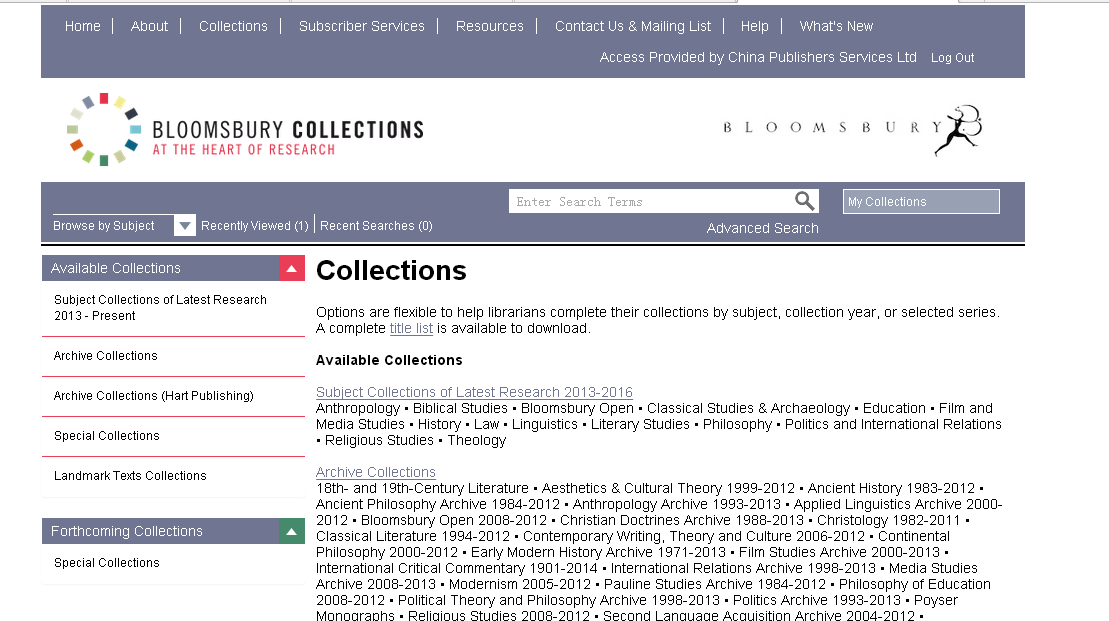 Home
About
Collections
Subscriber Services
Resources
Contact Us & Mailing List
Help
What's New
Access Provided by China Publishers Services Ltd
Log Out
BLOOMSBURY COLLECTIONS
AT THE HEART OF RESEARCH
BLOOMSBURY
Enter Search Terms
My Collections
Browse by Subject
Recently Viewed (1)
Recent Searches (0)
Advanced Search
Available Collections
Subject Collections of Latest Research
2013 - Present
Archive Collections
Archive Collections (Hart Publishing)
Special Collections
Landmark Texts Collections
Forthcoming Collections
Special Collections
Collections
Options are flexible to help librarians complete their collections by subject, collection year, or selected series.
A complete title list is available to download.
Available Collections
Subject Collections of Latest Research 2013-2016
Anthropology ▪ Biblical Studies ▪ Bloomsbury Open ▪ Classical Studies & Archaeology ▪ Education ▪ Film and
Media Studies ▪ History ▪ Law ▪ Linguistics ▪ Literary Studies ▪ Philosophy ▪ Politics and International Relations
▪ Religious Studies ▪ Theology
Archive Collections
18th- and 19th-Century Literature ▪ Aesthetics & Cultural Theory 1999-2012 ▪ Ancient History 1983-2012 ▪
Ancient Philosophy Archive 1984-2012 ▪ Anthropology Archive 1993-2013 ▪ Applied Linguistics Archive 2000-
2012 ▪ Bloomsbury Open 2008-2012 ▪ Christian Doctrines Archive 1988-2013 ▪ Christology 1982-2011 ▪
Classical Literature 1994-2012 ▪ Contemporary Writing, Theory and Culture 2006-2012 ▪ Continental
Philosophy 2000-2012 ▪ Early Modern History Archive 1971-2013 ▪ Film Studies Archive 2000-2013 ▪
International Critical Commentary 1901-2014 ▪ International Relations Archive 1998-2013 ▪ Media Studies
Archive 2008-2013 ▪ Modernism 2005-2012 ▪ Pauline Studies Archive 1984-2012 ▪ Philosophy of Education
2008-2012 ▪ Political Theory and Philosophy Archive 1998-2013 ▪ Politics Archive 1993-2013 ▪ Poyser
Monographs ▪ Religious Studies 2008-2012 ▪ Second Language Acquisition Archive 2004-2012 ▪